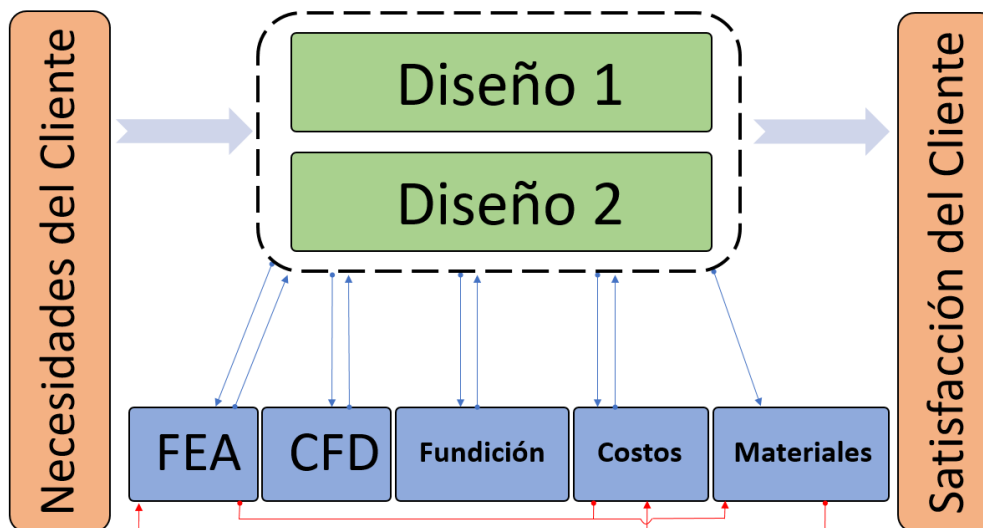 Necesidades del Cliente
Diseño 1
Diseño 2
FEA
CFD
Fundición
Costos
Materiales
Satisfacción del Cliente